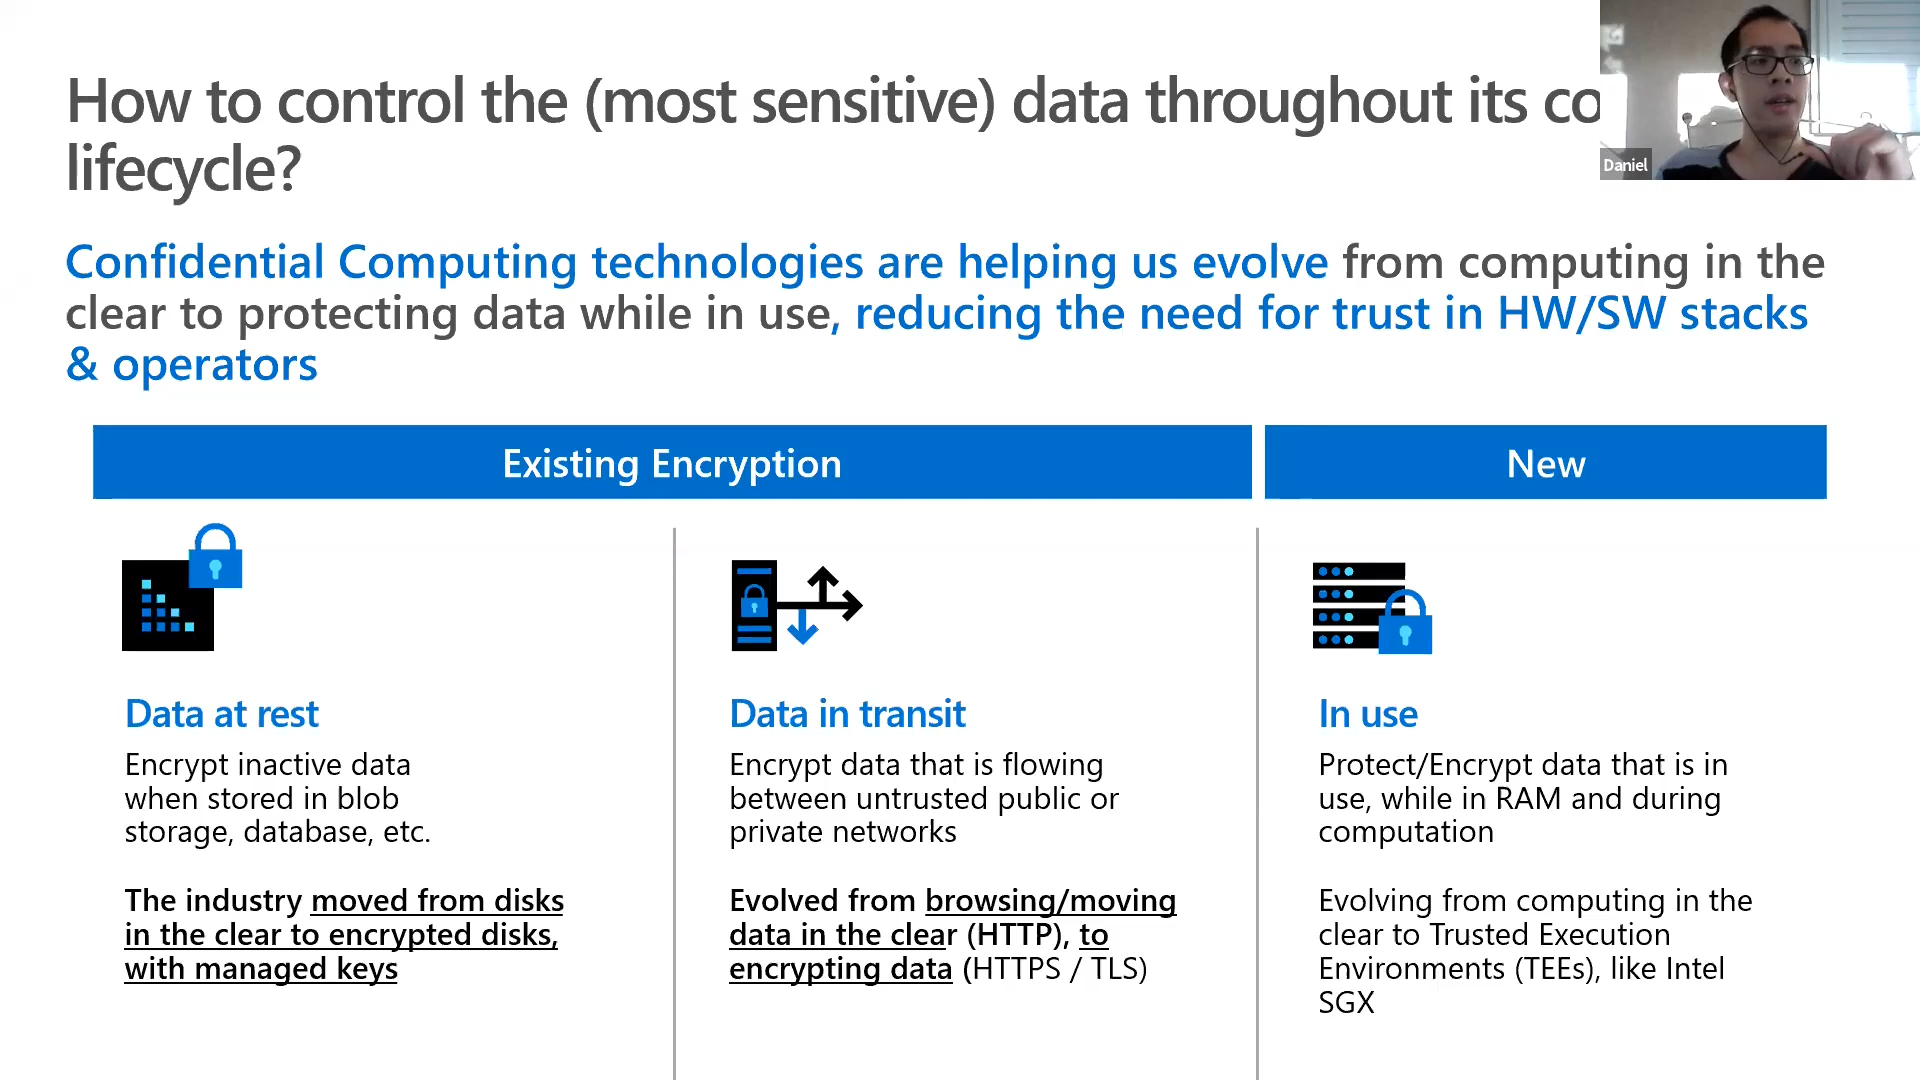 How to control the (most sensitive) data throughout its co
lifecycle?
Daniel
Confidential Computing technologies are helping us evolve from computing in the
clear to protecting data while in use, reducing the need for trust in HW/SW stacks
& operators
Existing Encryption
New
Data at rest
Encrypt inactive data
when stored in blob
storage, database, etc.
The industry moved from disks
in the clear to encrypted disks,
with managed keys
Data in transit
Encrypt data that is flowing
between untrusted public or
private networks
Evolved from browsing/moving
data in the clear (HTTP), to
encrypting data (HTTPS / TLS)
In use
Protect/Encrypt data that is in
use, while in RAM and during
computation
Evolving from computing in the
clear to Trusted Execution
Environments (TEEs), like Intel
SGX